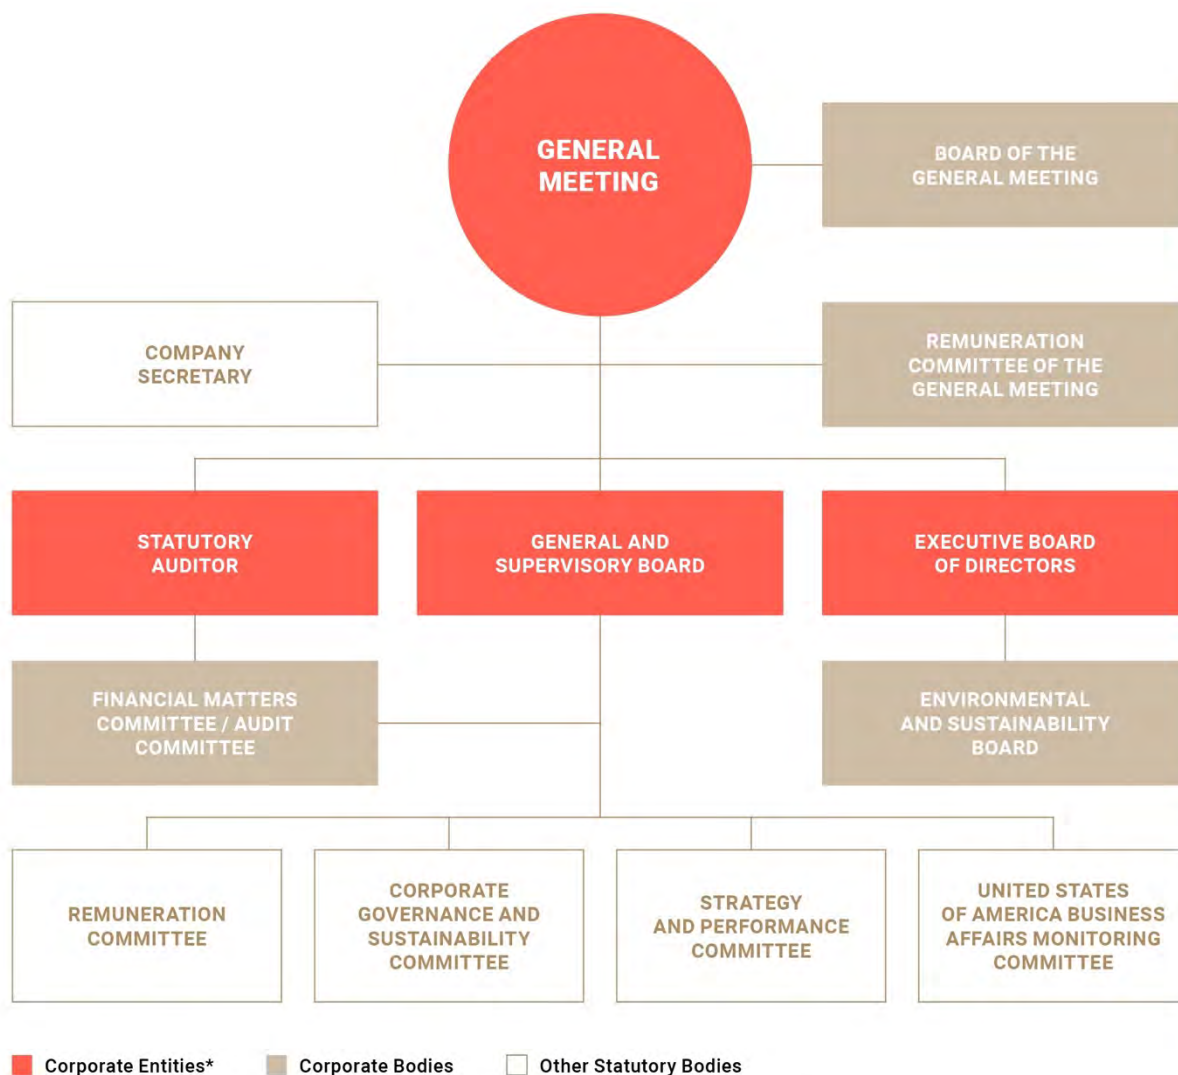 GENERAL
MEETING
BOARD OF THE
GENERAL MEETING
COMPANY
SECRETARY
REMUNERATION
COMMITTEE OF THE
GENERAL MEETING
STATUTORY
AUDITOR
GENERAL AND
SUPERVISORY BOARD
EXECUTIVE BOARD
OF DIRECTORS
FINANCIAL MATTERS
COMMITTEE / AUDIT
COMMITTEE
ENVIRONMENTAL
AND SUSTAINABILITY
BOARD
REMUNERATION
COMMITTEE
CORPORATE
GOVERNANCE AND
SUSTAINABILITY
COMMITTEE
STRATEGY
AND PERFORMANCE
COMMITTEE
UNITED STATES
OF AMERICA BUSINESS
AFFAIRS MONITORING
COMMITTEE
Corporate Entities*
Corporate Bodies
Other Statutory Bodies